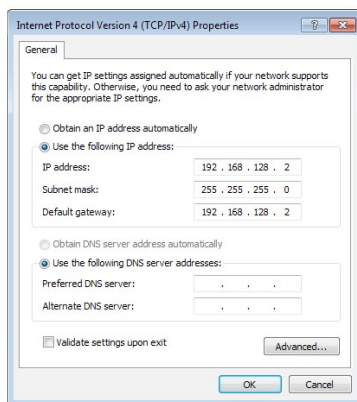 Internet Protocol Version 4 (TCP/IPv4) Properties
General
You can get IP settings assigned automatically if your network supports
this capability. Otherwise, you need to ask your network administrator
for the appropriate IP settings.
Obtain an IP address automatically
Use the following IP address:
IP address: 192 . 168 . 128 . 2
Subnet mask: 255 . 255 . 255 . 0
Default gateway: 192 . 168 . 128 . 2
Obtain DNS server address automatically
Use the following DNS server addresses:
Preferred DNS server: . . .
Alternate DNS server: . . .
Validate settings upon exit
Advanced...
OK Cancel